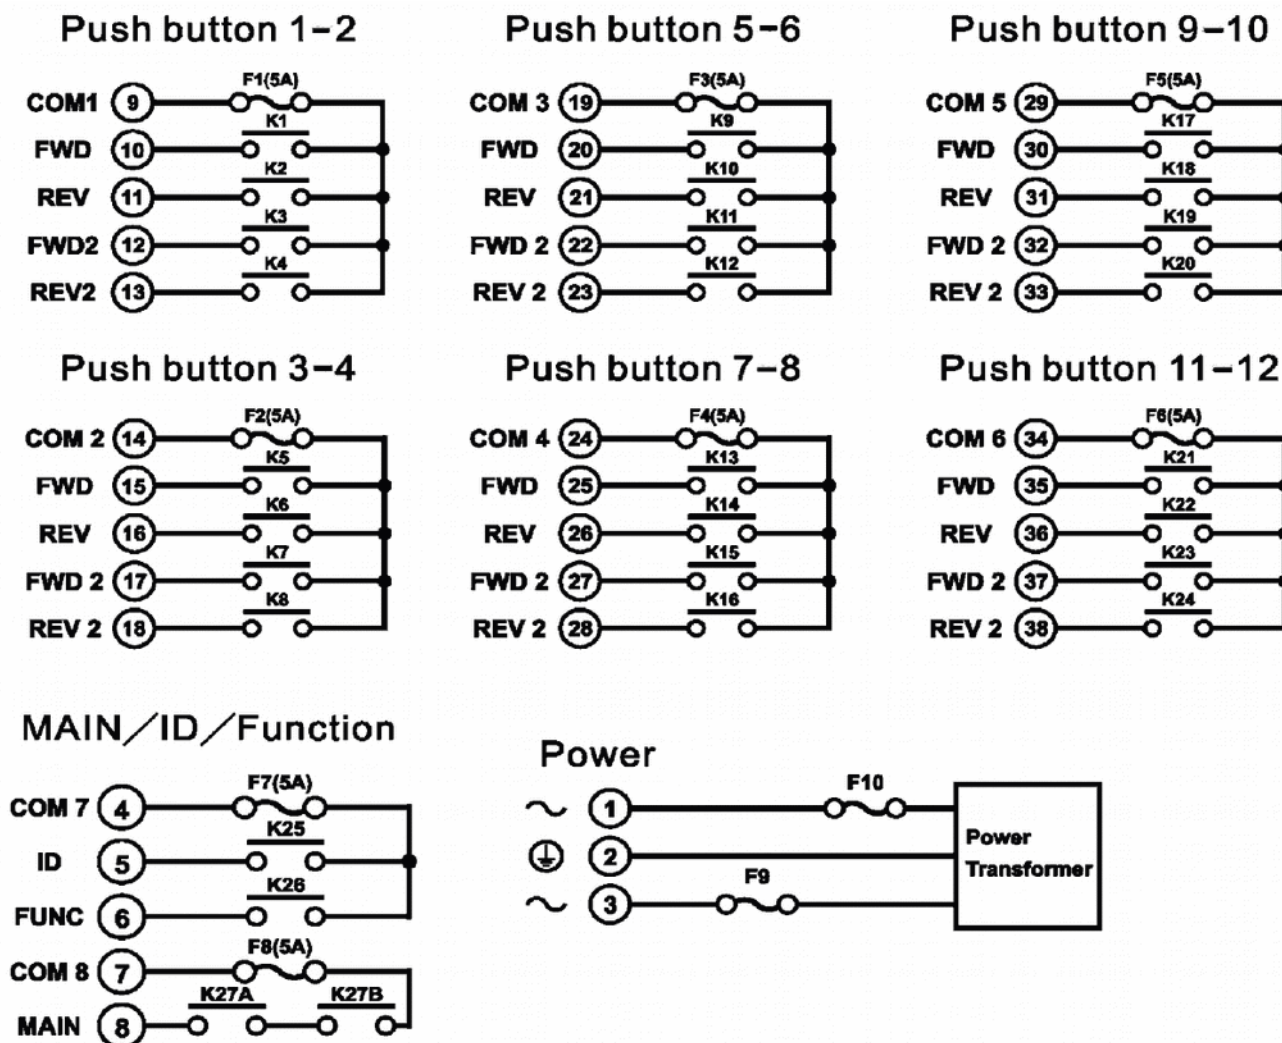 Push button 1-2
F1(5A)
COM1 9
K1
FWD 10
K2
REV 11
K3
FWD2 12
K4
REV2 13
Push button 5-6
F3(5A)
COM 3 19
K9
FWD 20
K10
REV 21
K11
FWD 2 22
K12
REV 2 23
Push button 9-10
F5(5A)
COM 5 29
K17
FWD 30
K18
REV 31
K19
FWD 2 32
K20
REV 2 33
Push button 3-4
F2(5A)
COM 2 14
K5
FWD 15
K6
REV 16
K7
FWD 2 17
K8
REV 2 18
Push button 7-8
F4(5A)
COM 4 24
K13
FWD 25
K14
REV 26
K15
FWD 2 27
K16
REV 2 28
Push button 11-12
F6(5A)
COM 6 34
K21
FWD 35
K22
REV 36
K23
FWD 2 37
K24
REV 2 38
MAIN/ID/Function
F7(5A)
COM 7 4
K25
ID 5
K26
FUNC 6
F8(5A)
COM 8 7
K27A K27B
MAIN 8
Power
F10
~ 1
2
F9
~ 3
Power
Transformer